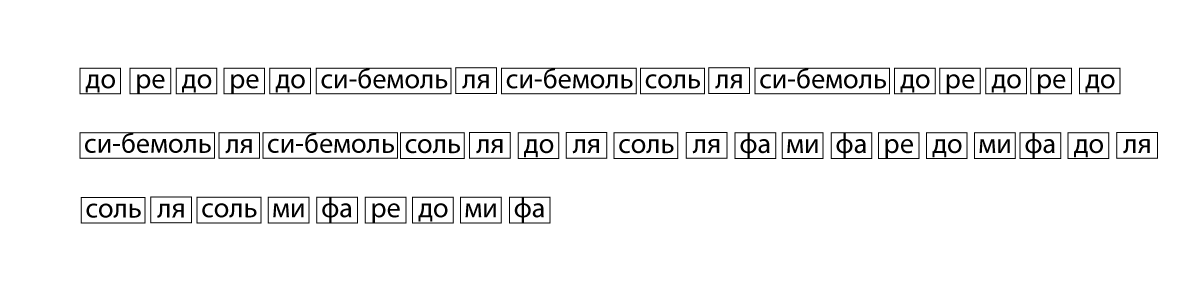 до ре до ре до си-бемоль ля си-бемоль соль ля си-бемоль до ре до ре до
си-бемоль ля си-бемоль соль ля до ля соль ля фа ми фа ре до ми фа до ля
соль ля соль ми фа ре до ми фа